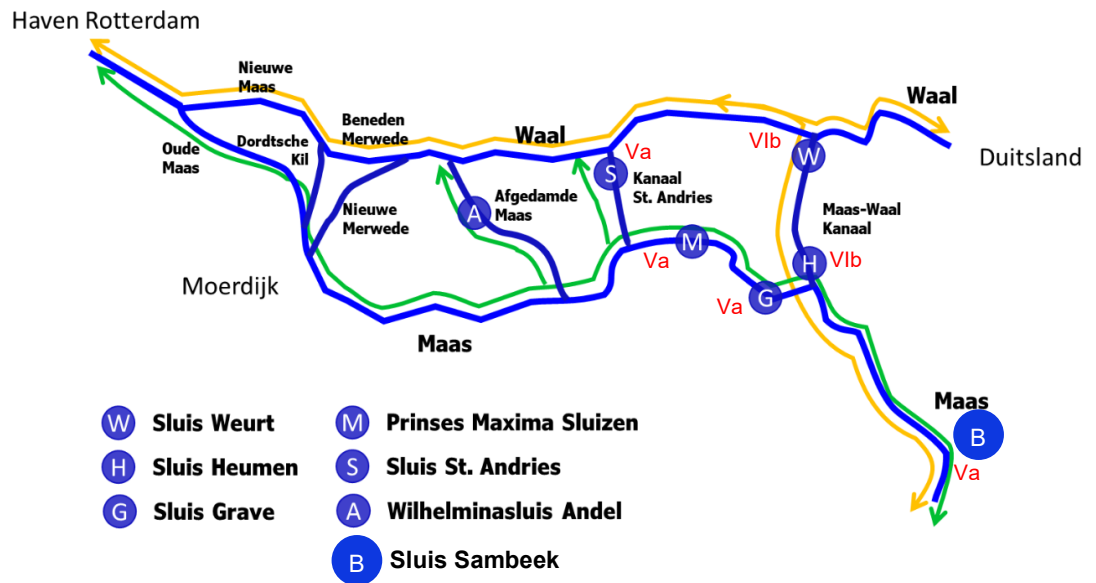 Haven Rotterdam
Nieuwe
Maas
Beneden
Merwede
Waal
Waal
Oude
Maas
Dordtsche
Kil
Va
VIb
W
Duitsland
S
Kanaal
St. Andries
Nieuwe
Merwede
A
Afgedamde
Maas
Maas-Waal
Kanaal
M
Va
H
VIb
Moerdijk
Va
G
Maas
Maas
B
Va
W Sluis Weurt
H Sluis Heumen
G Sluis Grave
M Prinses Maxima Sluizen
S Sluis St. Andries
A Wilhelminasluis Andel
B Sluis Sambeek